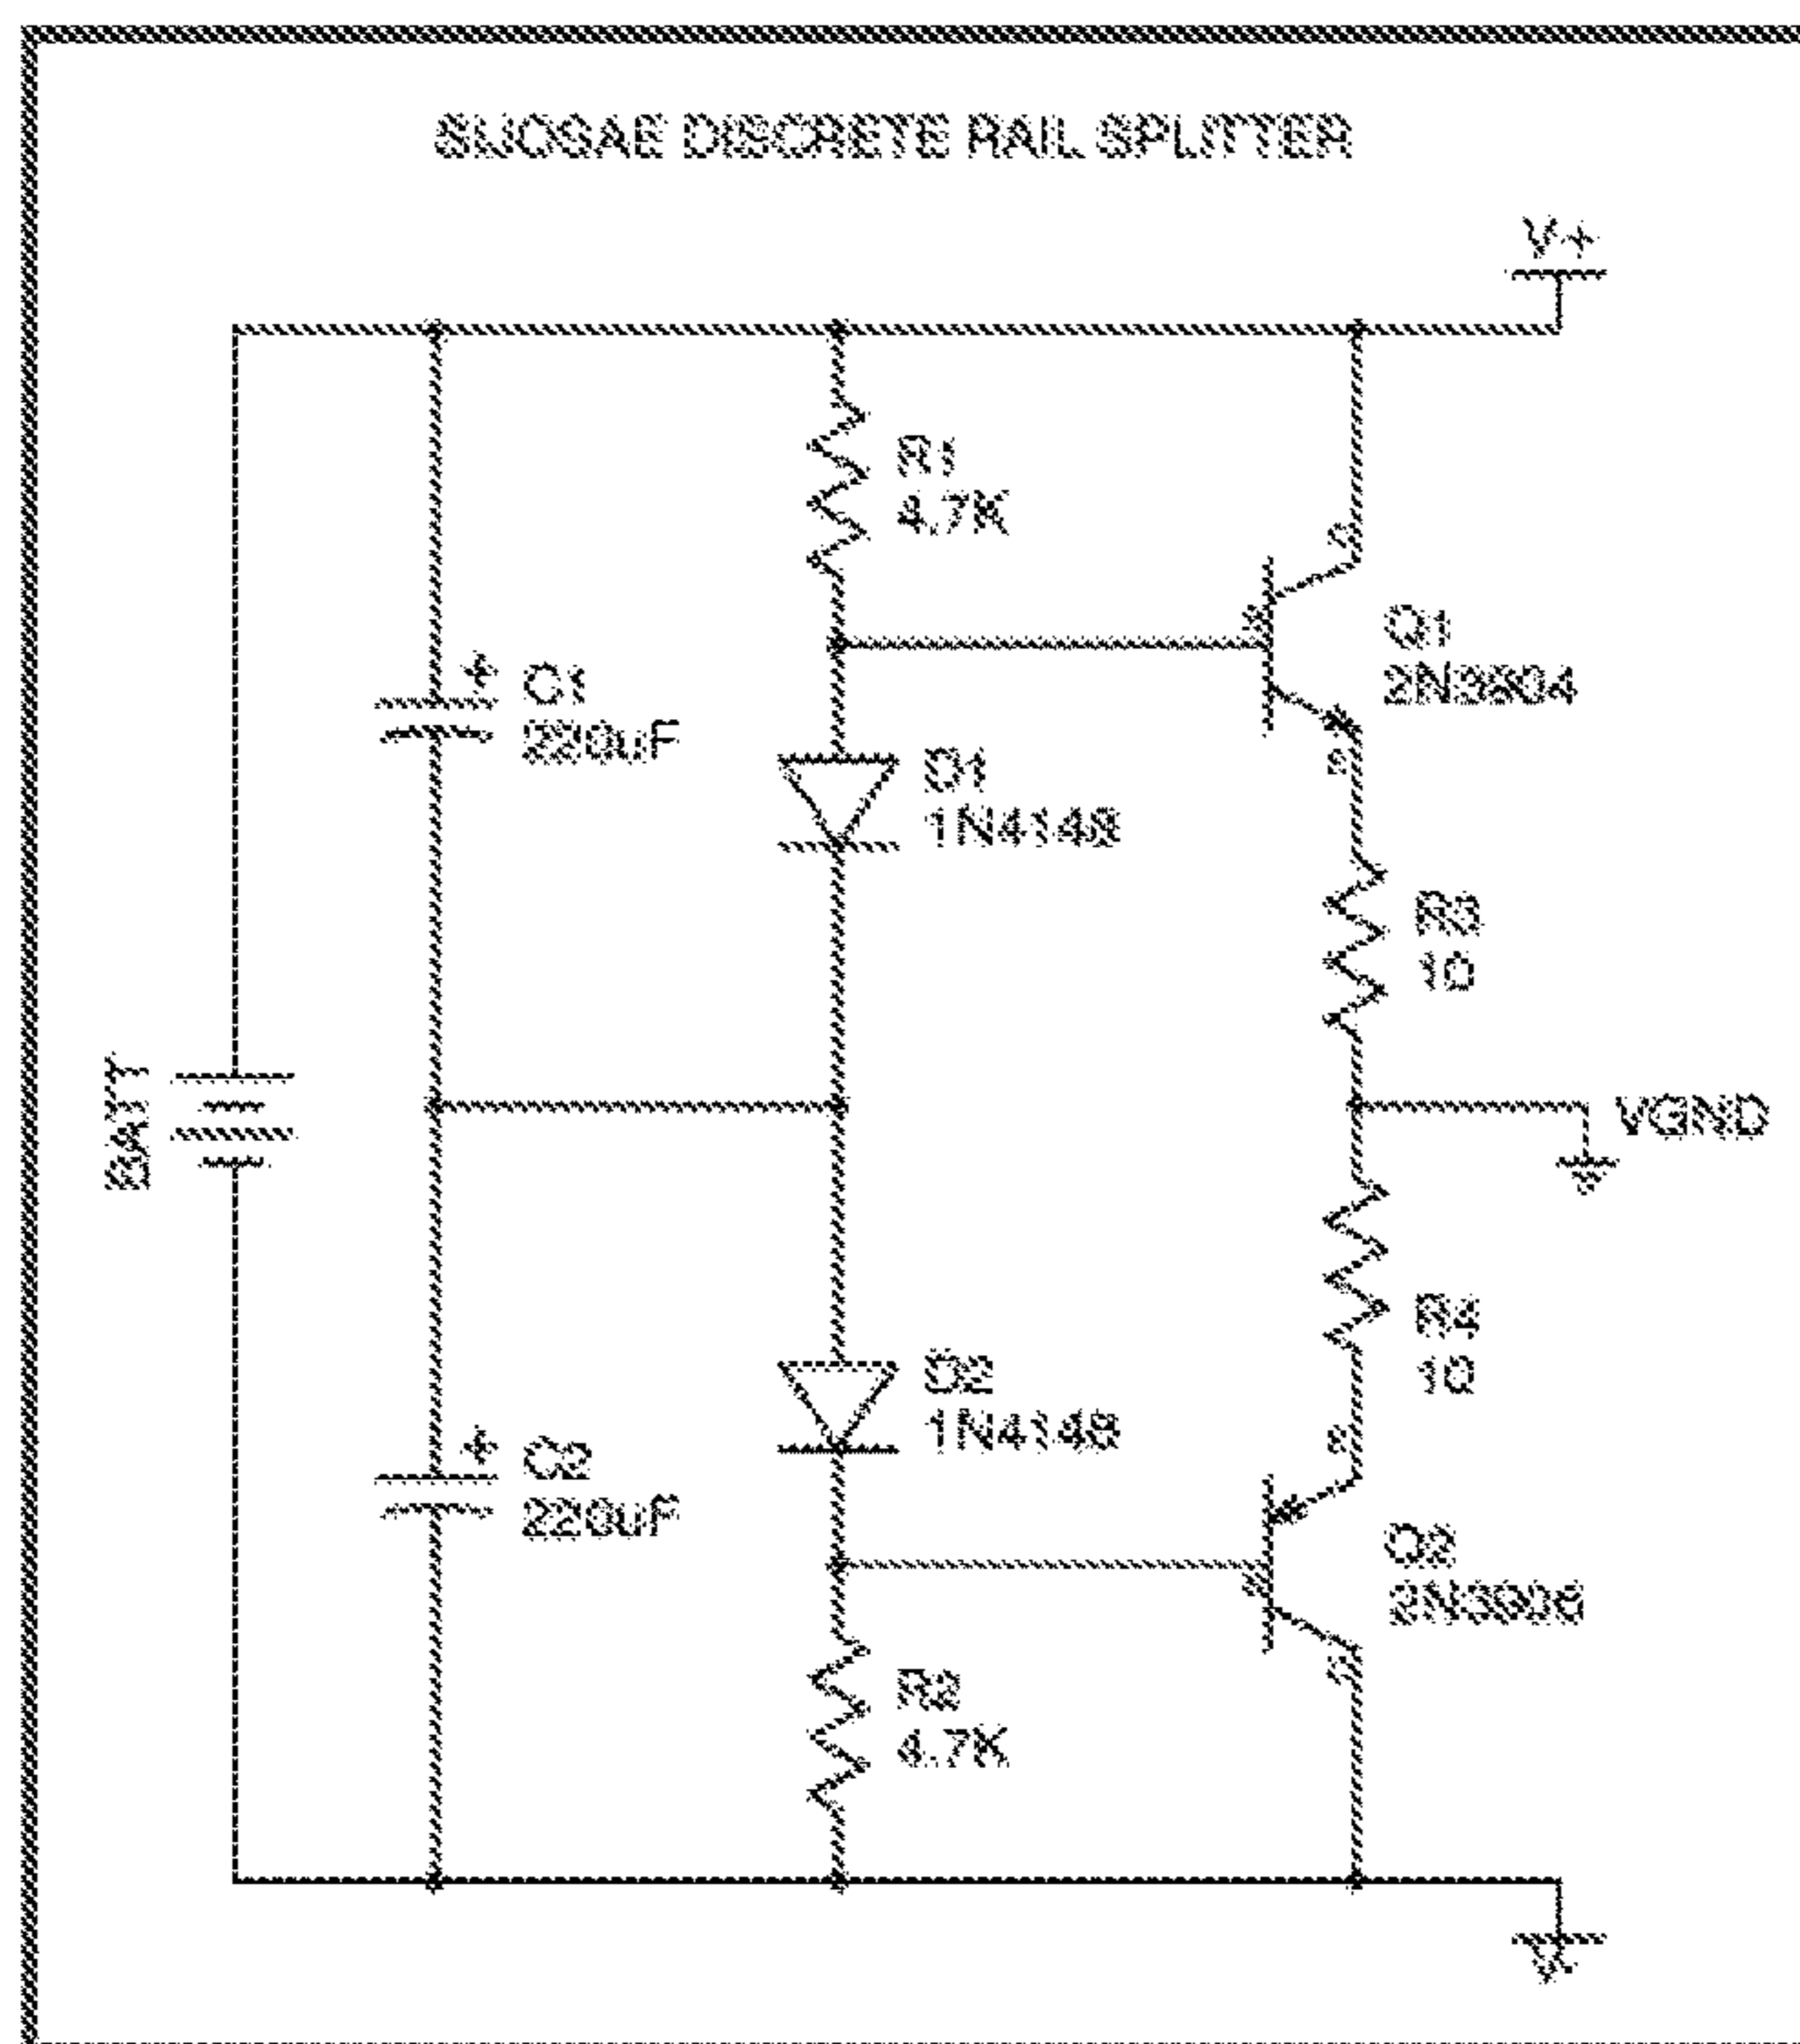 SIJOSAE DISCRETE RAIL SPLITTER
V+
R1
4.7K
C
B
Q1
2N3904
+
C1
220uF
E
D1
1N4148
R3
10
BATT
VGND
R4
10
D2
1N4148
E
+
C2
220uF
Q2
2N3906
B
C
R2
4.7K
V-